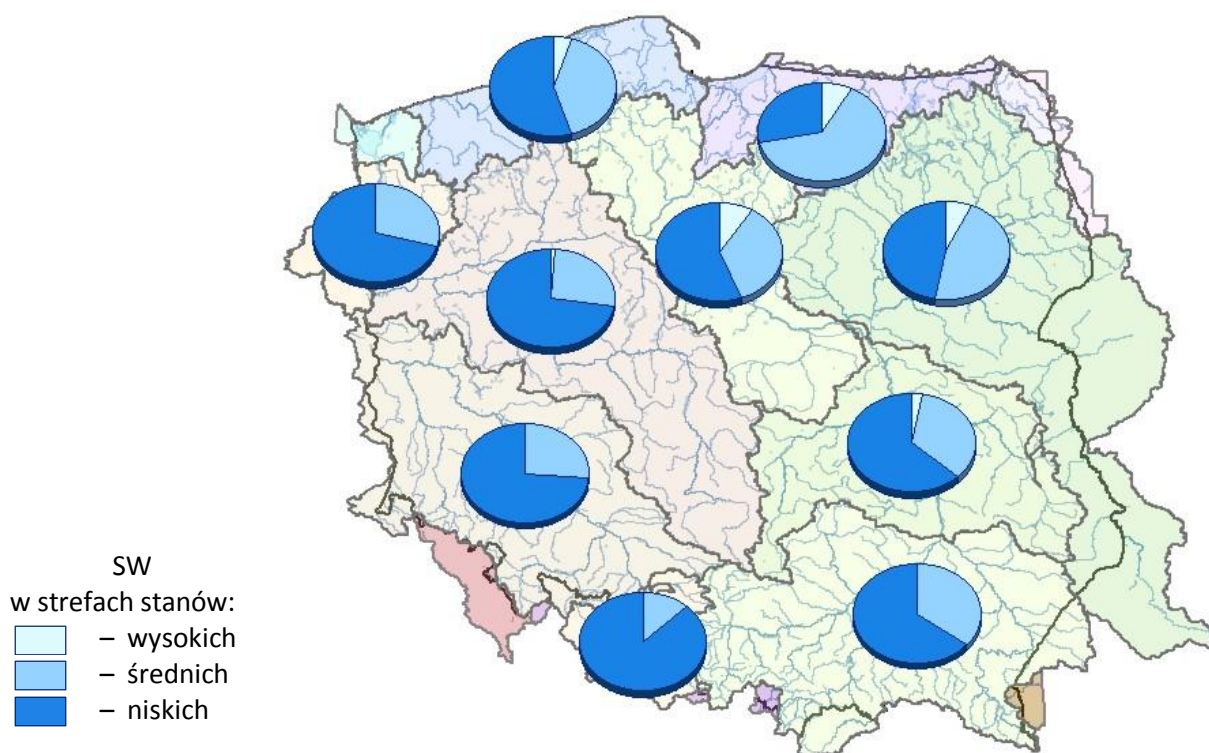 SW
w strefach stanów:
– wysokich
– średnich
– niskich